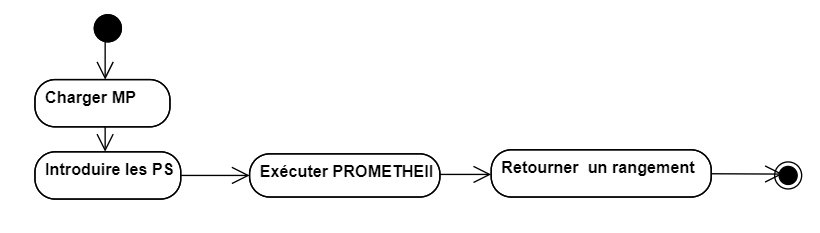 Charger MP
Introduire les PS
Exécuter PROMETHEII
Retourner un rangement